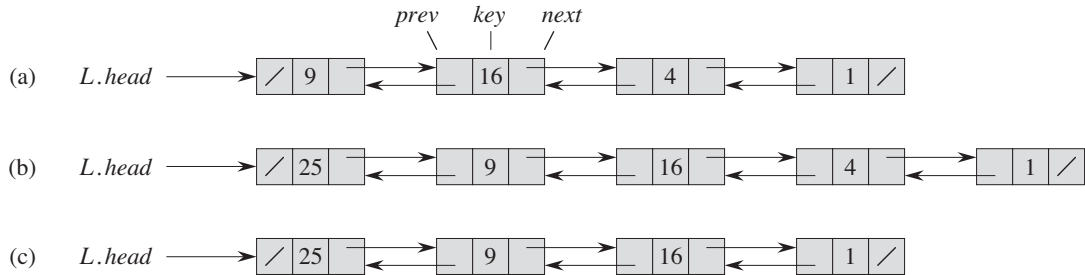 prev key next
(a) L.head / 9 16 4 1 /
(b) L.head / 25 9 16 4 1 /
(c) L.head / 25 9 16 1 /